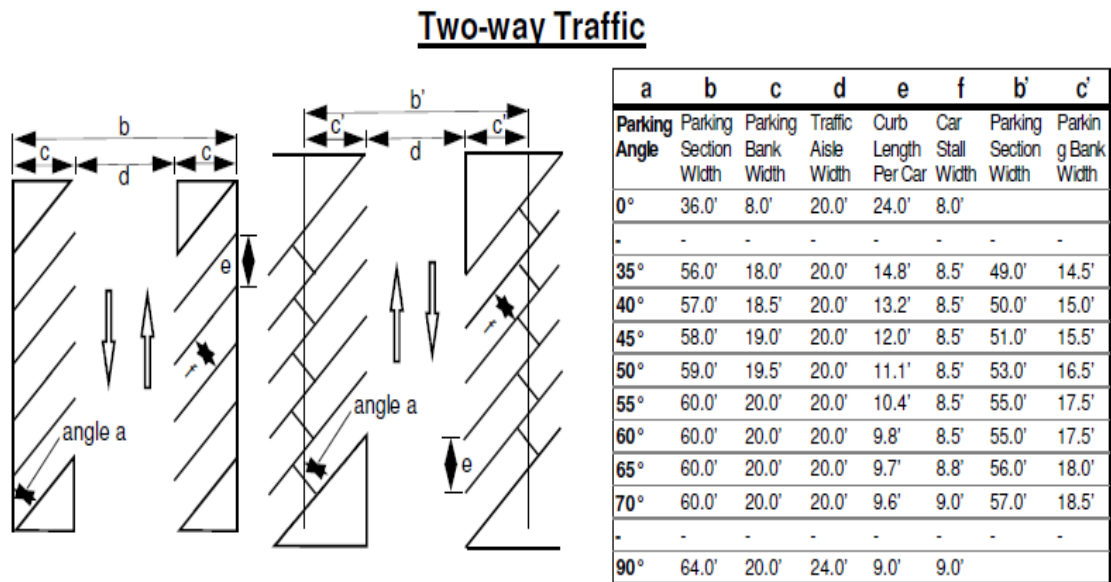 Two-way Traffic
b
c
c
d
e
f
angle a
b'
c'
c'
d
f
angle a
e
a b c d e f b' c'
Parking Parking Parking Traffic Curb Car Parking Parkin
Angle Section Bank Aisle Length Stall Section g Bank
Width Width Width Per Car Width Width Width
0° 36.0' 8.0' 20.0' 24.0' 8.0'
- - - - - - - -
35° 56.0' 18.0' 20.0' 14.8' 8.5' 49.0' 14.5'
40° 57.0' 18.5' 20.0' 13.2' 8.5' 50.0' 15.0'
45° 58.0' 19.0' 20.0' 12.0' 8.5' 51.0' 15.5'
50° 59.0' 19.5' 20.0' 11.1' 8.5' 53.0' 16.5'
55° 60.0' 20.0' 20.0' 10.4' 8.5' 55.0' 17.5'
60° 60.0' 20.0' 20.0' 9.8' 8.5' 55.0' 17.5'
65° 60.0' 20.0' 20.0' 9.7' 8.8' 56.0' 18.0'
70° 60.0' 20.0' 20.0' 9.6' 9.0' 57.0' 18.5'
- - - - - - - -
90° 64.0' 20.0' 24.0' 9.0' 9.0'